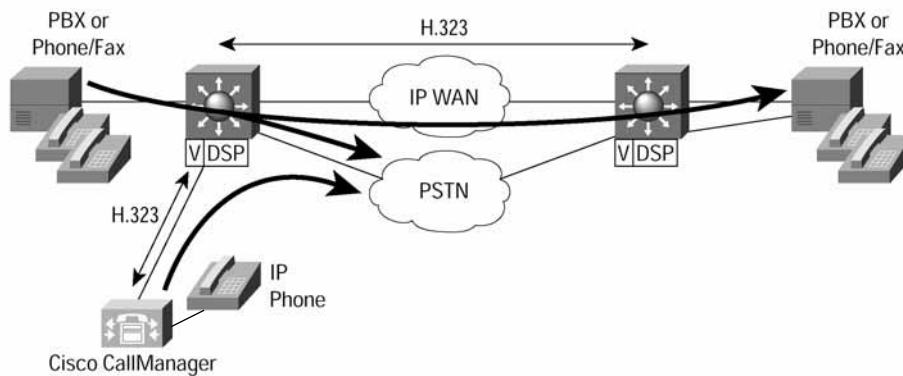 PBX or
Phone/Fax
H.323
PBX or
Phone/Fax
IP WAN
V DSP
V DSP
PSTN
H.323
IP
Phone
Cisco CallManager